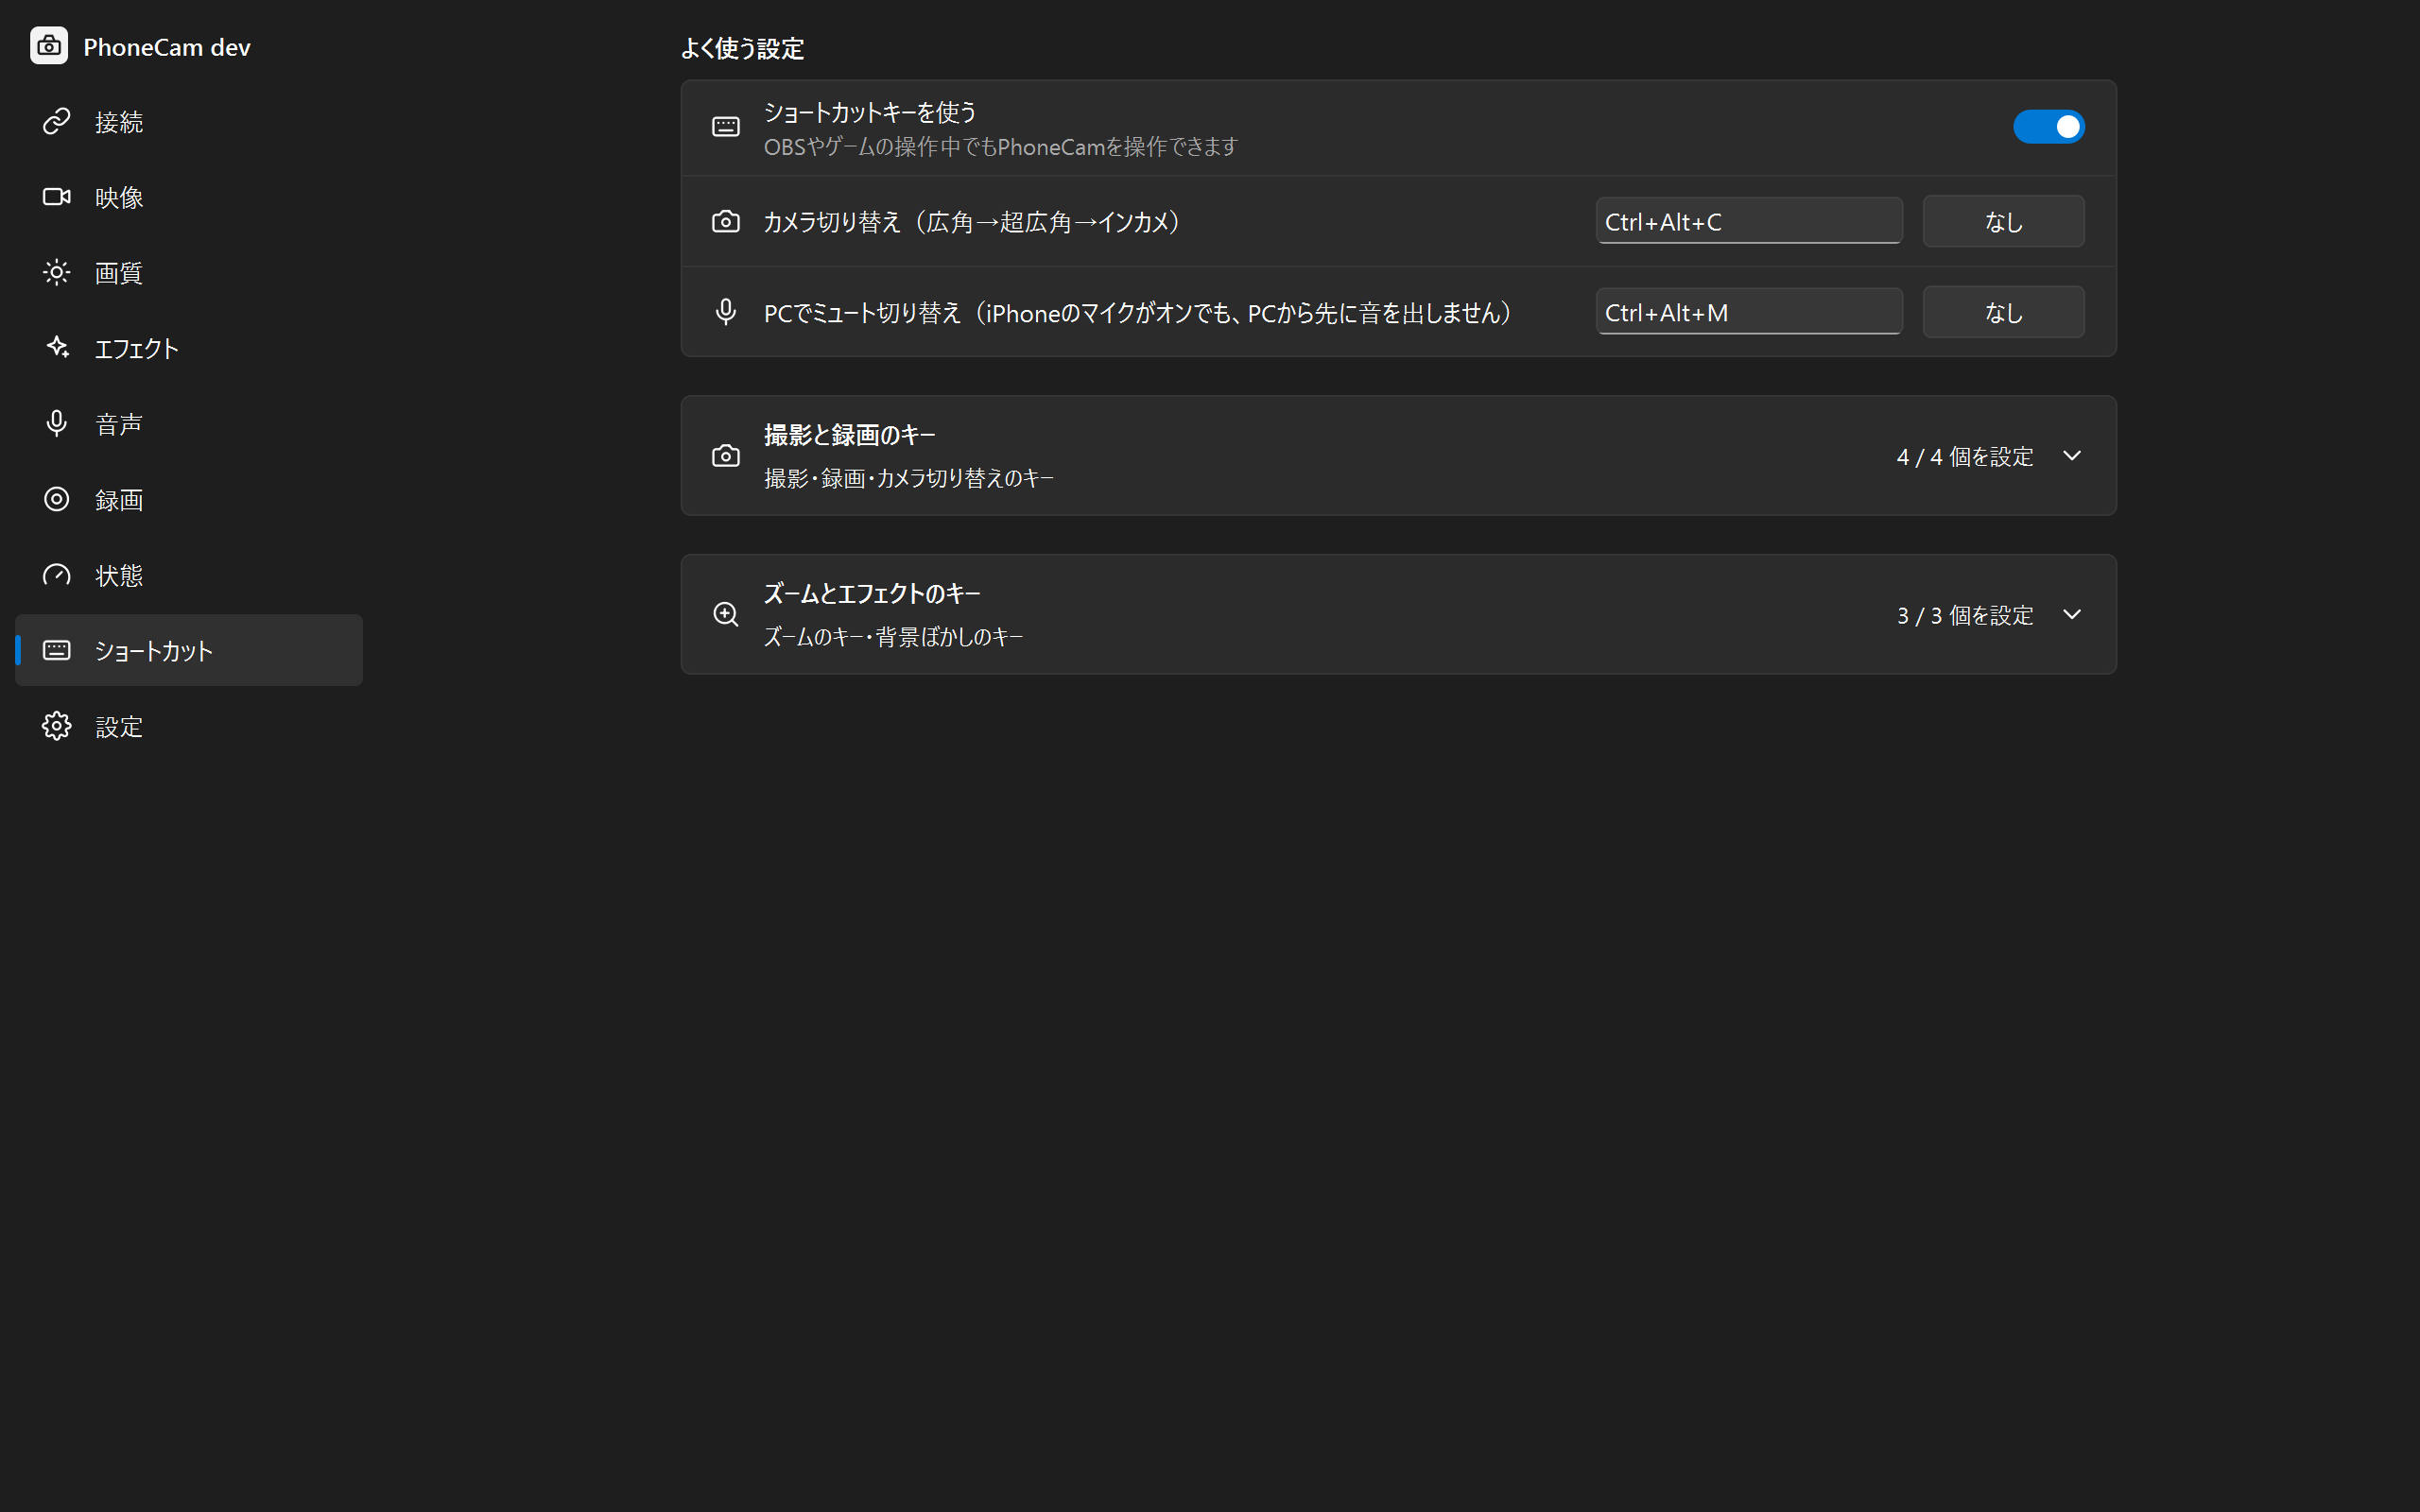 PhoneCam dev
接続
映像
画質
エフェクト
音声
録画
状態
ショートカット
設定
よく使う設定
ショートカットキーを使う
OBSやゲームの操作中でもPhoneCamを操作できます
カメラ切り替え（広角→超広角→インカメ）
Ctrl+Alt+C
なし
PCでミュート切り替え（iPhoneのマイクがオンでも、PCから先に音を出しません）
Ctrl+Alt+M
なし
撮影と録画のキー
撮影・録画・カメラ切り替えのキー
4 / 4 個を設定
ズームとエフェクトのキー
ズームのキー・背景ぼかしのキー
3 / 3 個を設定